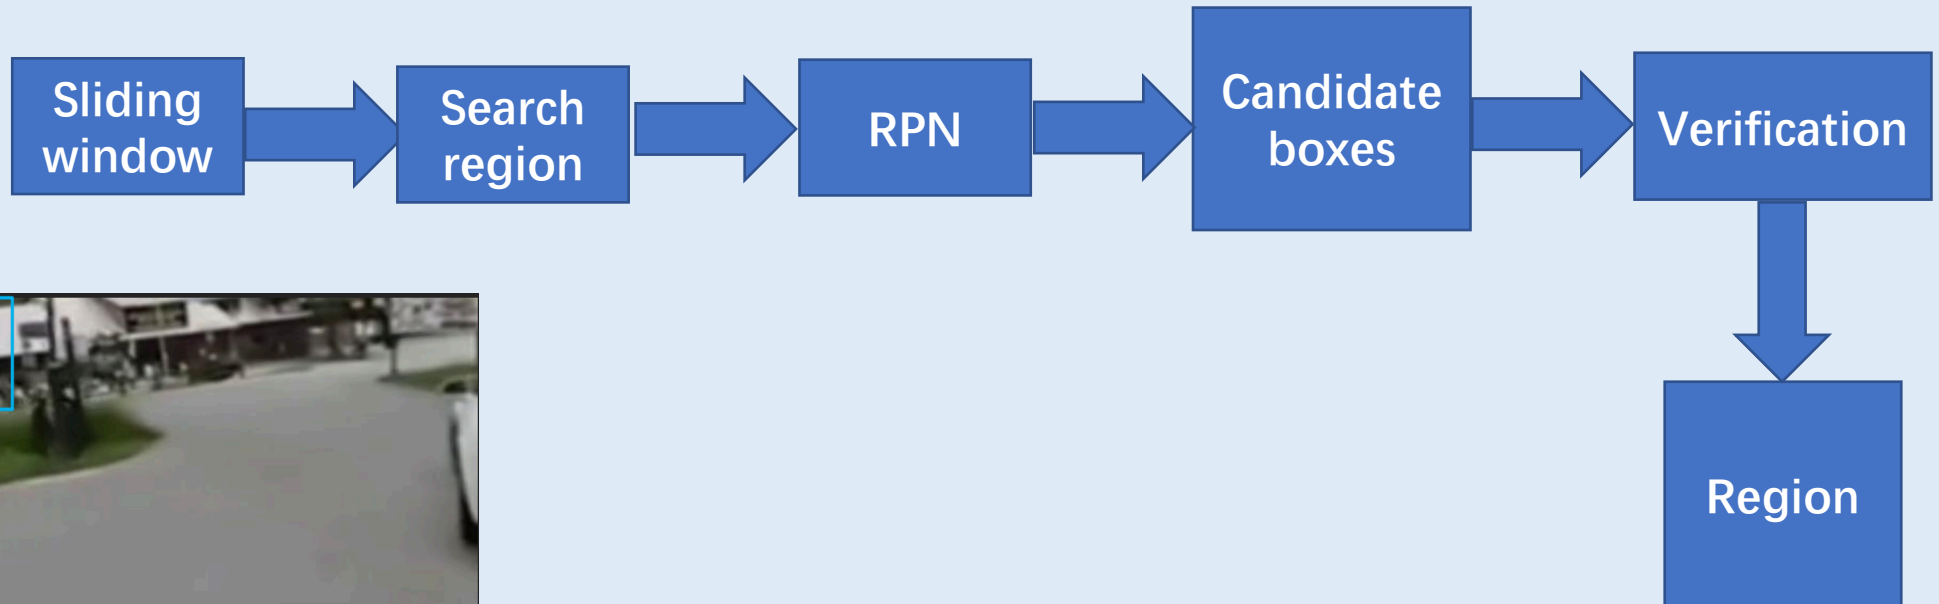 Sliding
window
Search
region
RPN
Candidate
boxes
Verification
Region